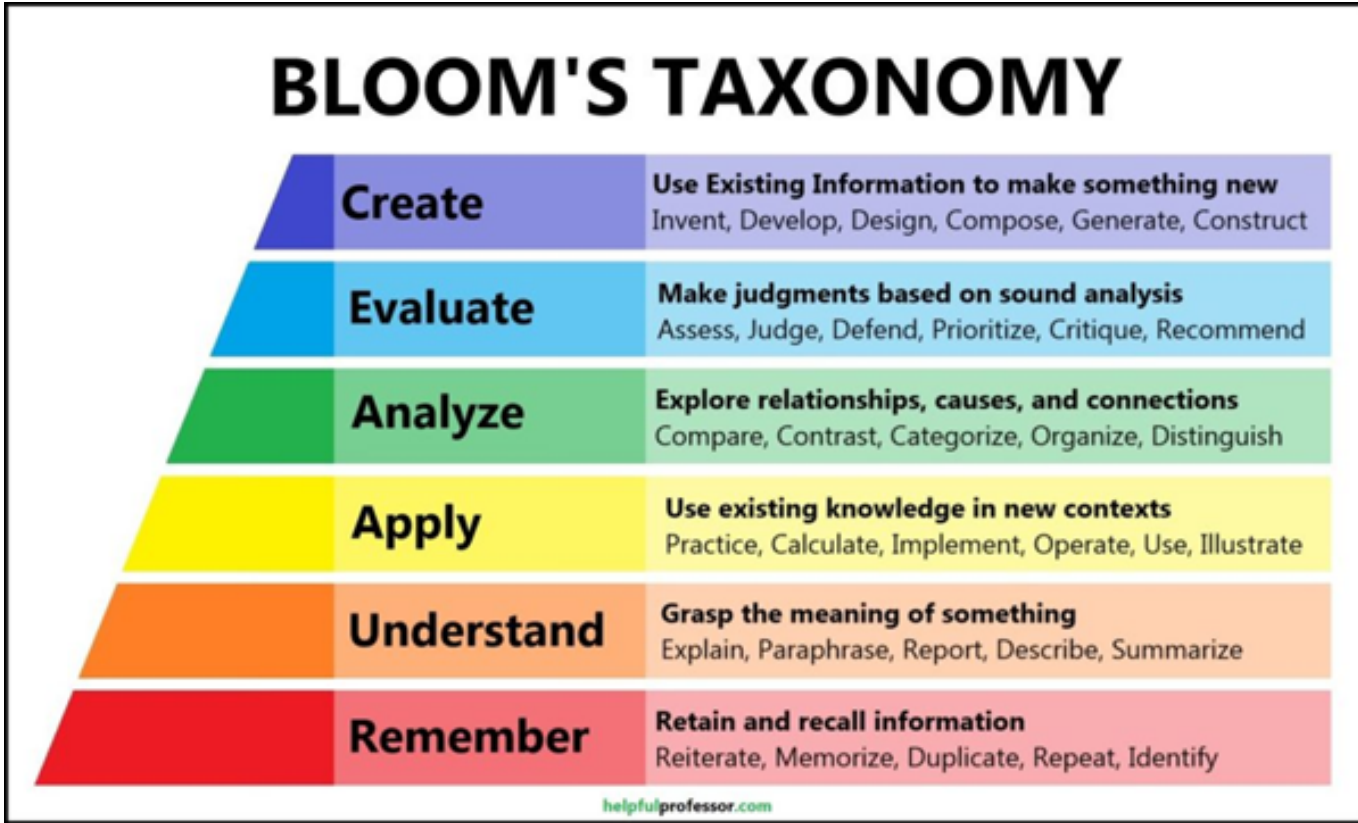 BLOOM'S TAXONOMY
Create
Use Existing Information to make something new
Invent, Develop, Design, Compose, Generate, Construct
Evaluate
Make judgments based on sound analysis
Assess, Judge, Defend, Prioritize, Critique, Recommend
Analyze
Explore relationships, causes, and connections
Compare, Contrast, Categorize, Organize, Distinguish
Apply
Use existing knowledge in new contexts
Practice, Calculate, Implement, Operate, Use, Illustrate
Understand
Grasp the meaning of something
Explain, Paraphrase, Report, Describe, Summarize
Remember
Retain and recall information
Reiterate, Memorize, Duplicate, Repeat, Identify
helpfulprofessor.com